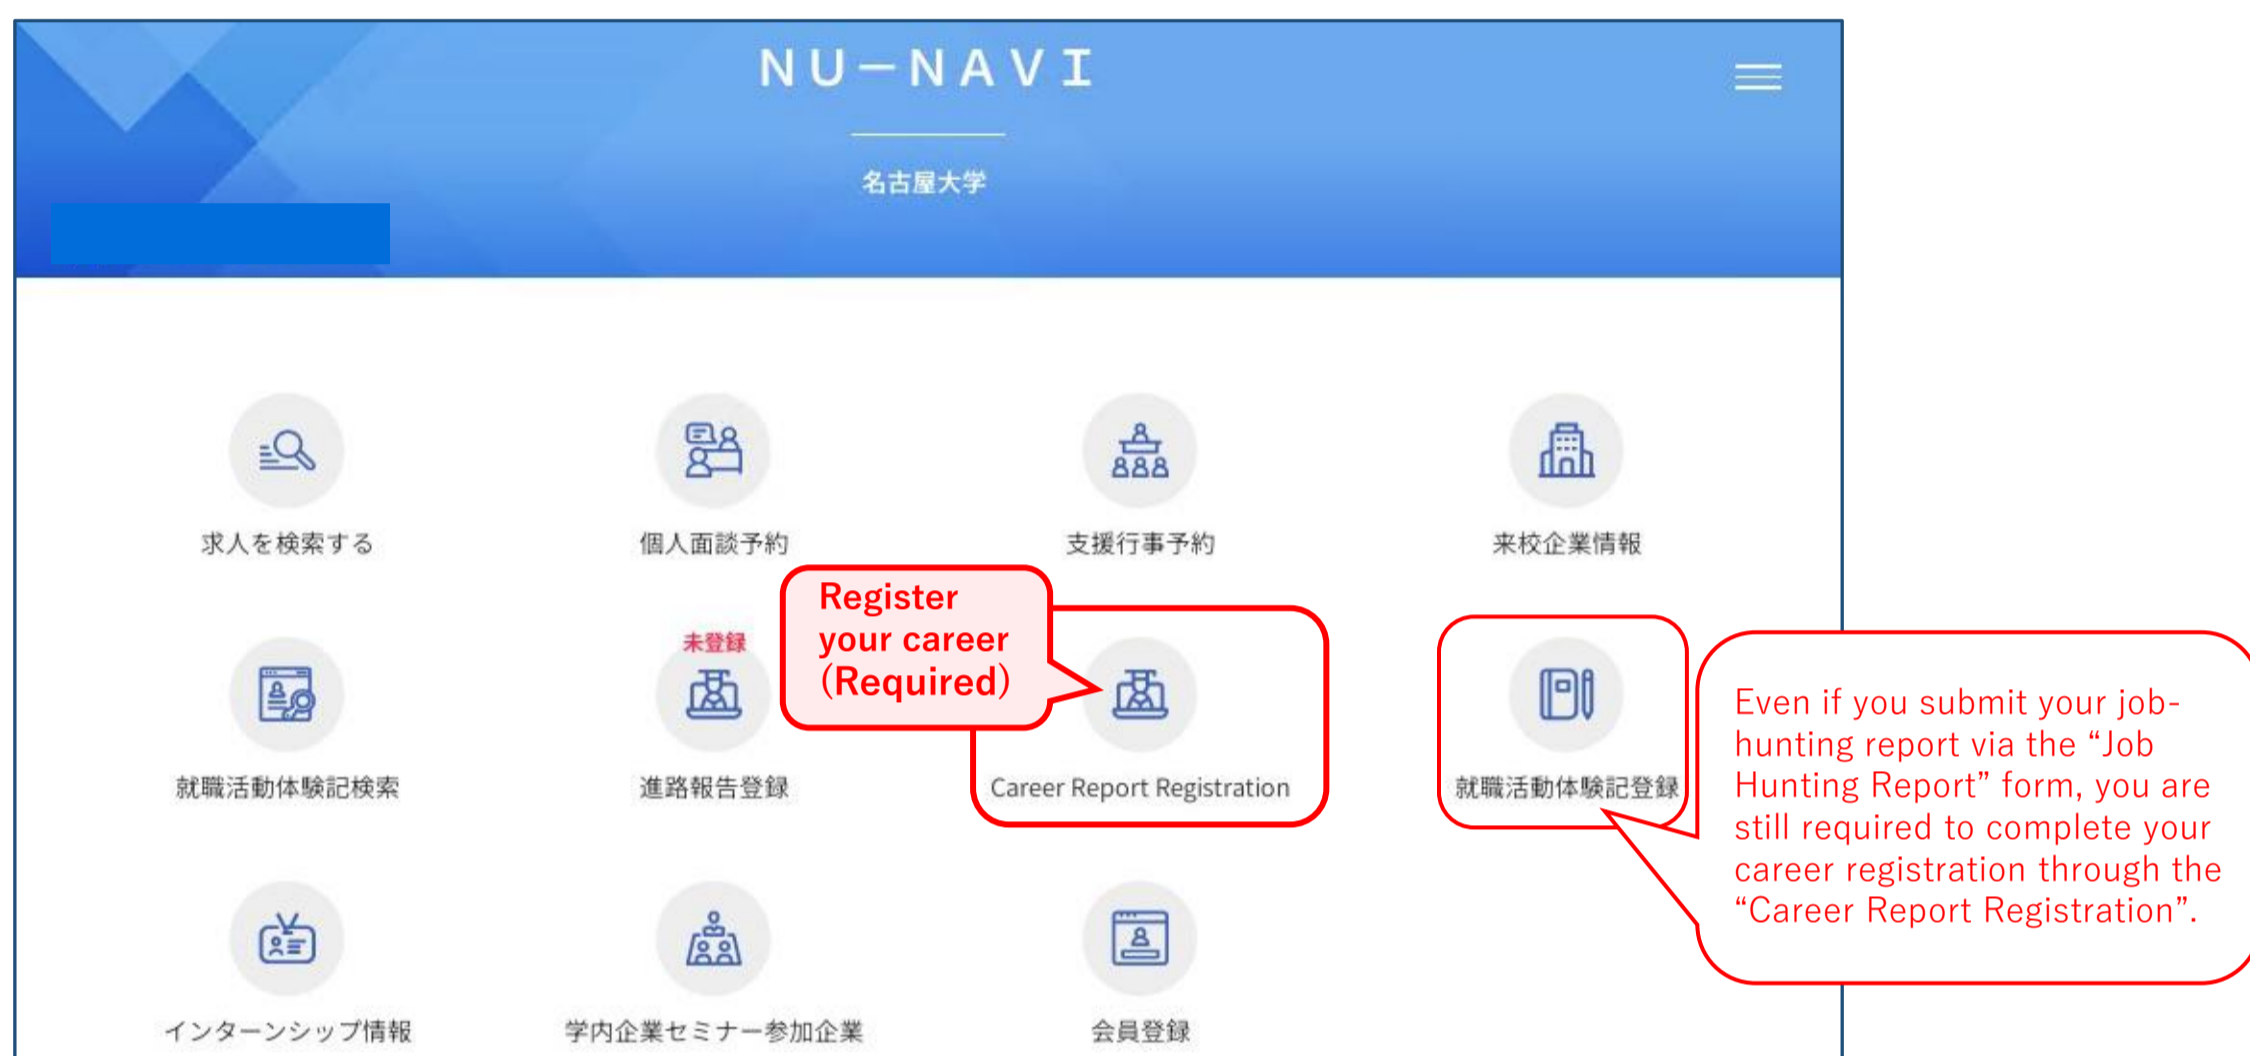 NU－NAVI
名古屋大学
求人を検索する
個人面談予約
支援行事予約
来校企業情報
Register
your career
(Required)
就職活動体験記検索
未登録
進路報告登録
Career Report Registration
就職活動体験記登録
Even if you submit your job-
hunting report via the “Job
Hunting Report” form, you are
still required to complete your
career registration through the
“Career Report Registration”.
インターンシップ情報
学内企業セミナー参加企業
会員登録